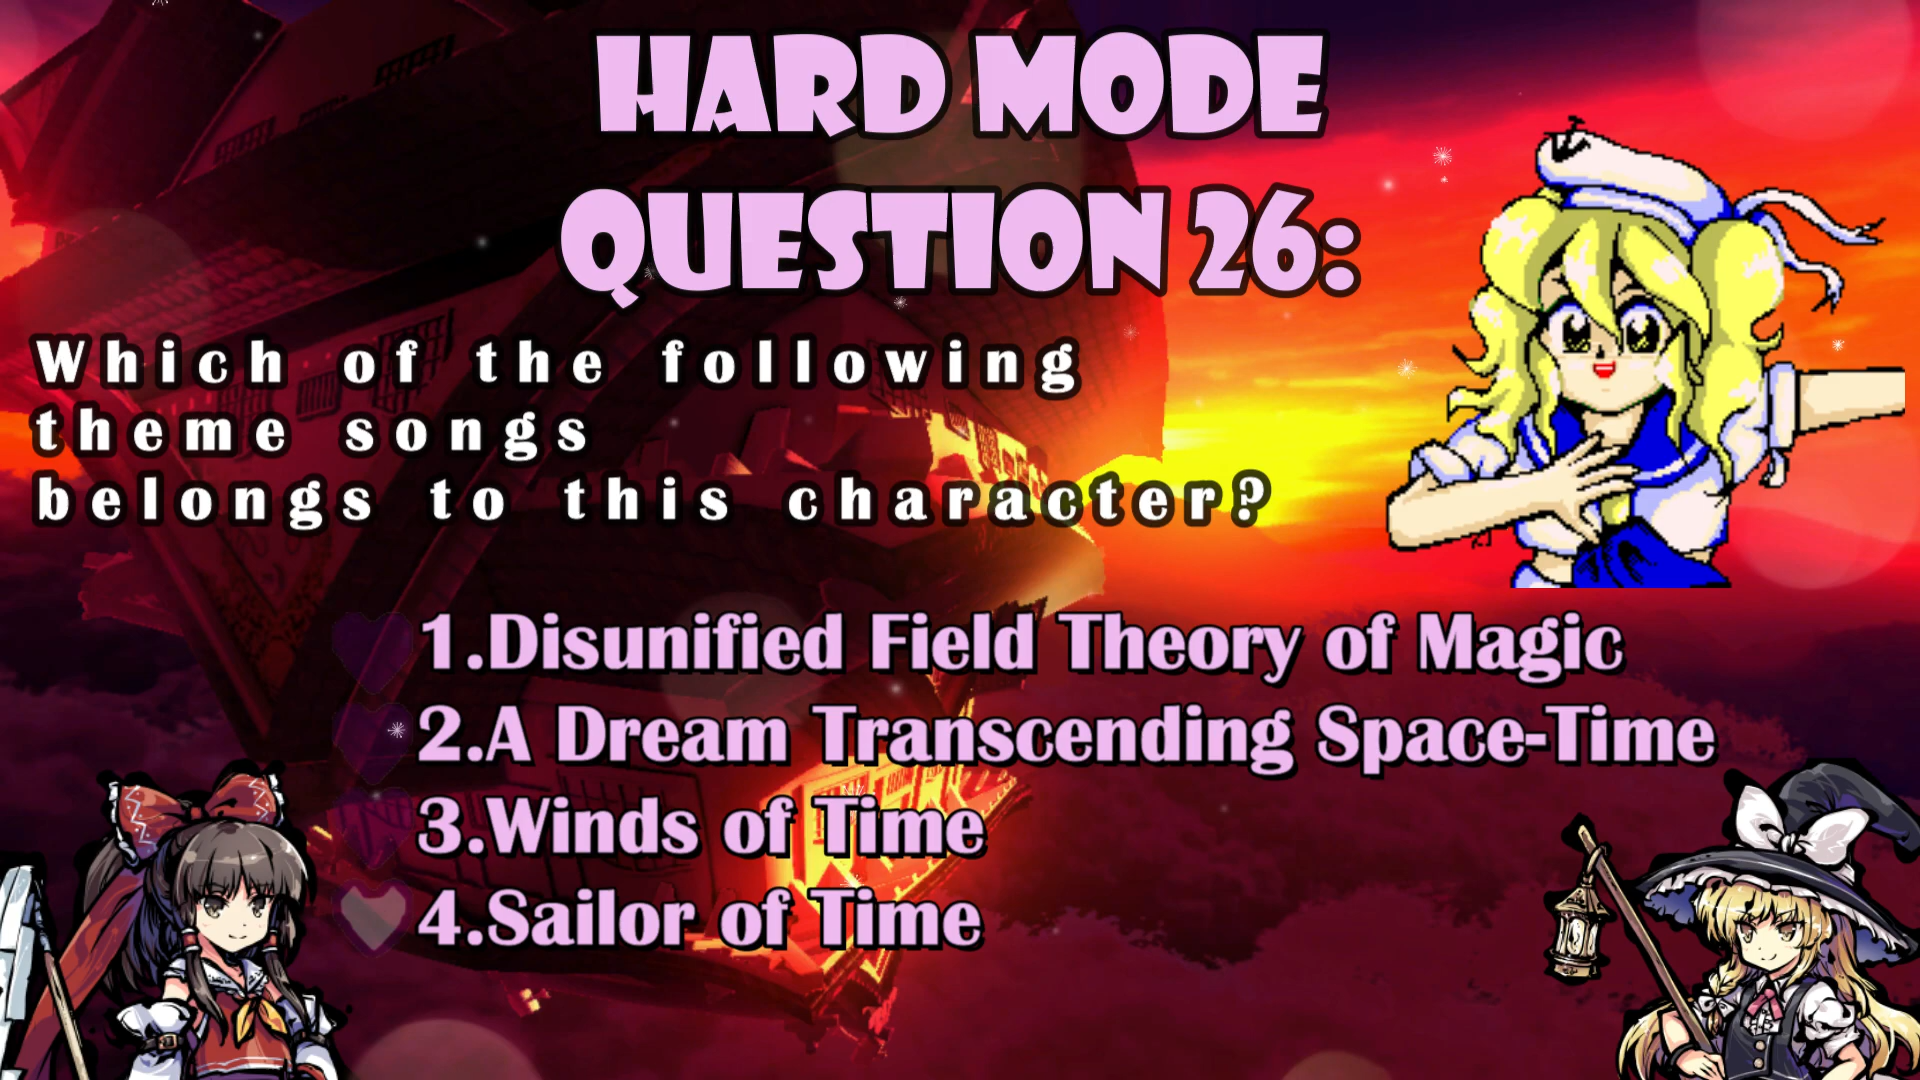 HARD MODE
QUESTION 26:
Which of the following
theme songs
belongs to this character?
1.Disunified Field Theory of Magic
2.A Dream Transcending Space-Time
3.Winds of Time
4.Sailor of Time